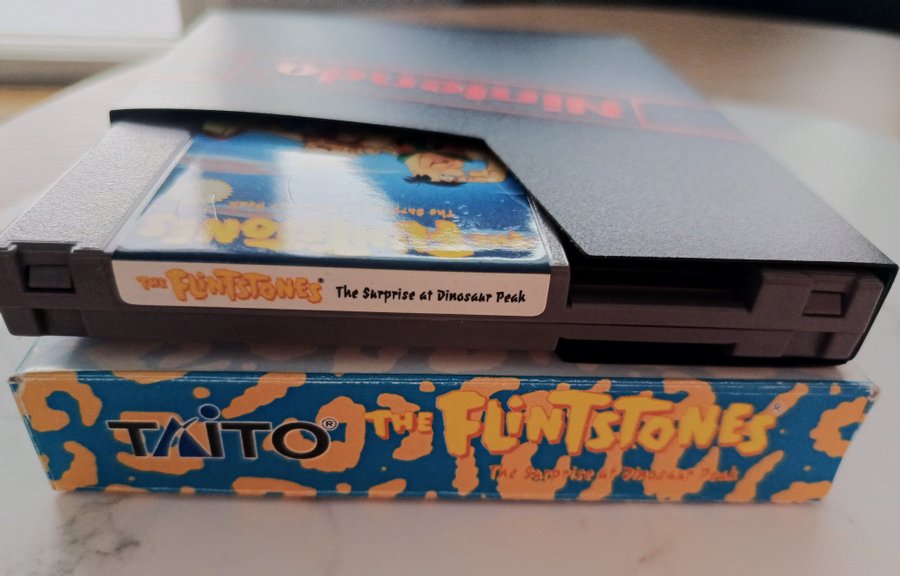 Nintendo
THE FLINTSTONES
The Surprise at Dinosaur Peak
TAITO® THE FLINTSTONES®
The Surprise at Dinosaur Peak